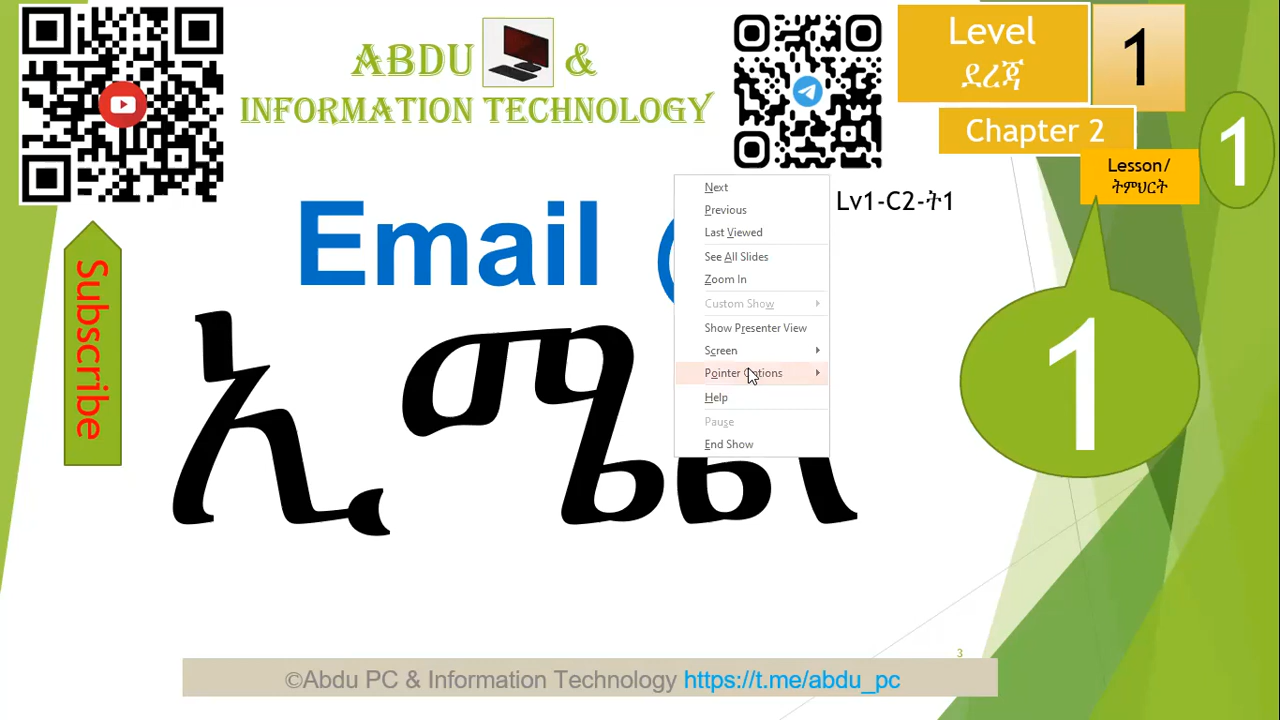 ABDU &
INFORMATION TECHNOLOGY
Level
ደረጃ
1
Chapter 2
Lesson/
ትምህርት
1
Lv1-C2-ት1
Email
ኢሜል
Subscribe
1
Next
Previous
Last Viewed
See All Slides
Zoom In
Custom Show
Show Presenter View
Screen
Pointer Options
Help
Pause
End Show
3
©Abdu PC & Information Technology https://t.me/abdu_pc